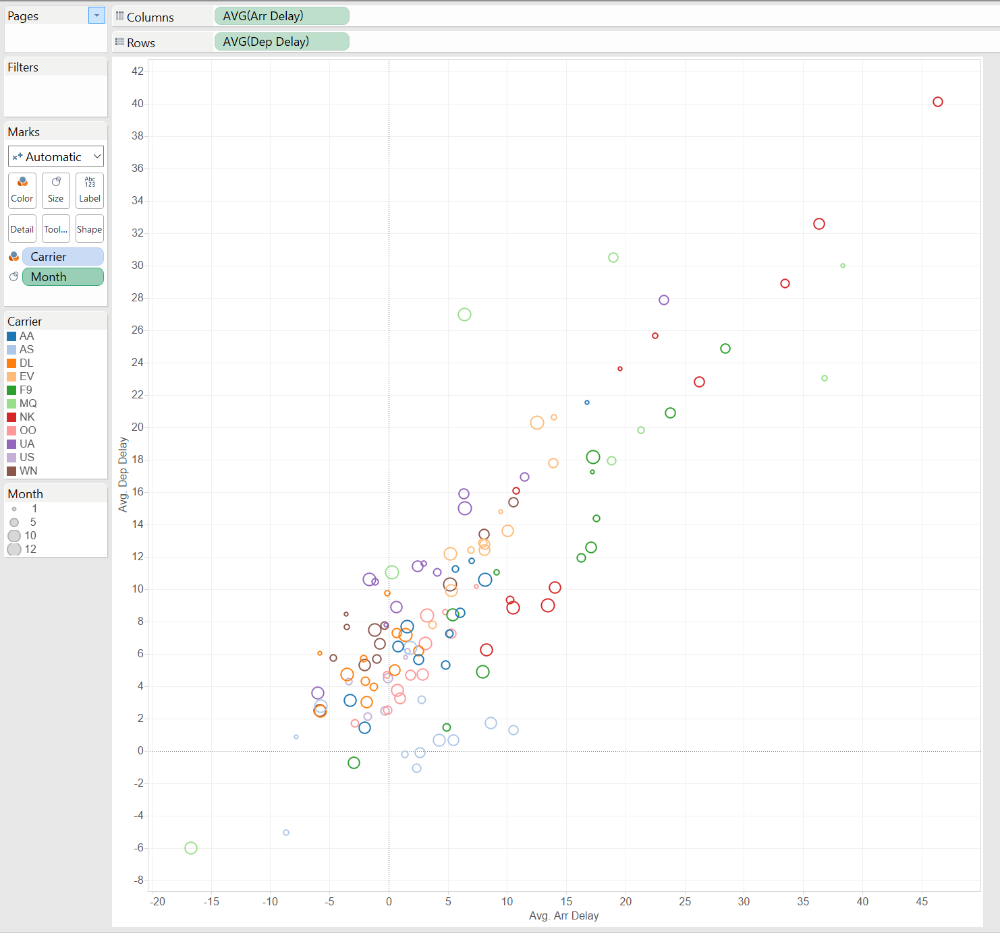 Pages
Columns
AVG(Arr Delay)
Rows
AVG(Dep Delay)
Filters
Marks
Automatic
Color
Size
Abc
123
Label
Detail
Tool...
Shape
Carrier
Month
Carrier
AA
AS
DL
EV
F9
MQ
NK
OO
UA
US
WN
Month
1
5
10
12
Avg. Dep Delay
42
40
38
36
34
32
30
28
26
24
22
20
18
16
14
12
10
8
6
4
2
0
-2
-4
-6
-8
-20 -15 -10 -5 0 5 10 15 20 25 30 35 40 45
Avg. Arr Delay